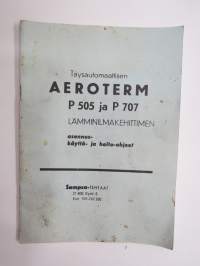 Täysautomaattisen
AEROTERM
P 505 ja P 707
LÄMMINILMAKEHITTIMEN
asennus-
käyttö- ja hoito-ohjeet
Sampsa-TEHTAAT